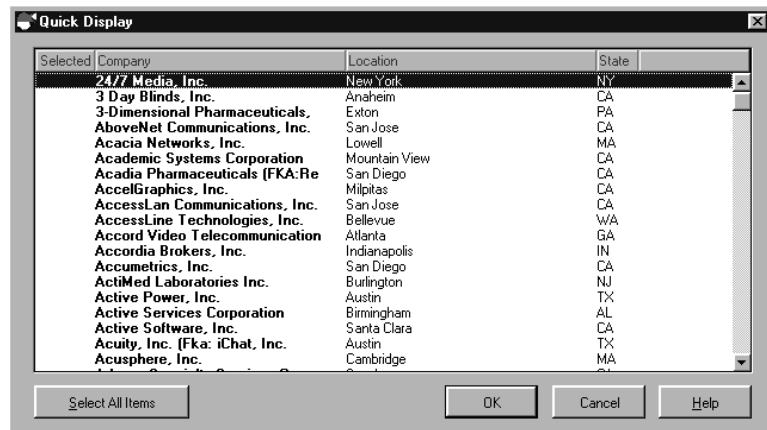 Quick Display
Selected Company Location State
24/7 Media, Inc. New York NY
3 Day Blinds, Inc. Anaheim CA
3-Dimensional Pharmaceuticals, Exton PA
AboveNet Communications, Inc. San Jose CA
Acacia Networks, Inc. Lowell MA
Academic Systems Corporation Mountain View CA
Acadia Pharmaceuticals (FKA:Re San Diego CA
AccelGraphics, Inc. Milpitas CA
AccessLan Communications, Inc. San Jose CA
AccessLine Technologies, Inc. Bellevue WA
Accord Video Telecommunication Atlanta GA
Accordia Brokers, Inc. Indianapolis IN
Accumetrics, Inc. San Diego CA
ActiMed Laboratories Inc. Burlington NJ
Active Power, Inc. Austin TX
Active Services Corporation Birmingham AL
Active Software, Inc. Santa Clara CA
Acuity, Inc. (Fka: iChat, Inc. Austin TX
Acusphere, Inc. Cambridge MA
Select All Items OK Cancel Help